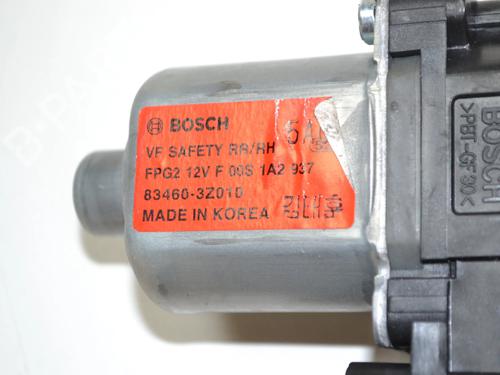 BOSCH
VF SAFETY RR/RH
FPG2 12V F 00S 1A2 937
83460-3Z010
MADE IN KOREA
>PBT-GF30<
BOSCH